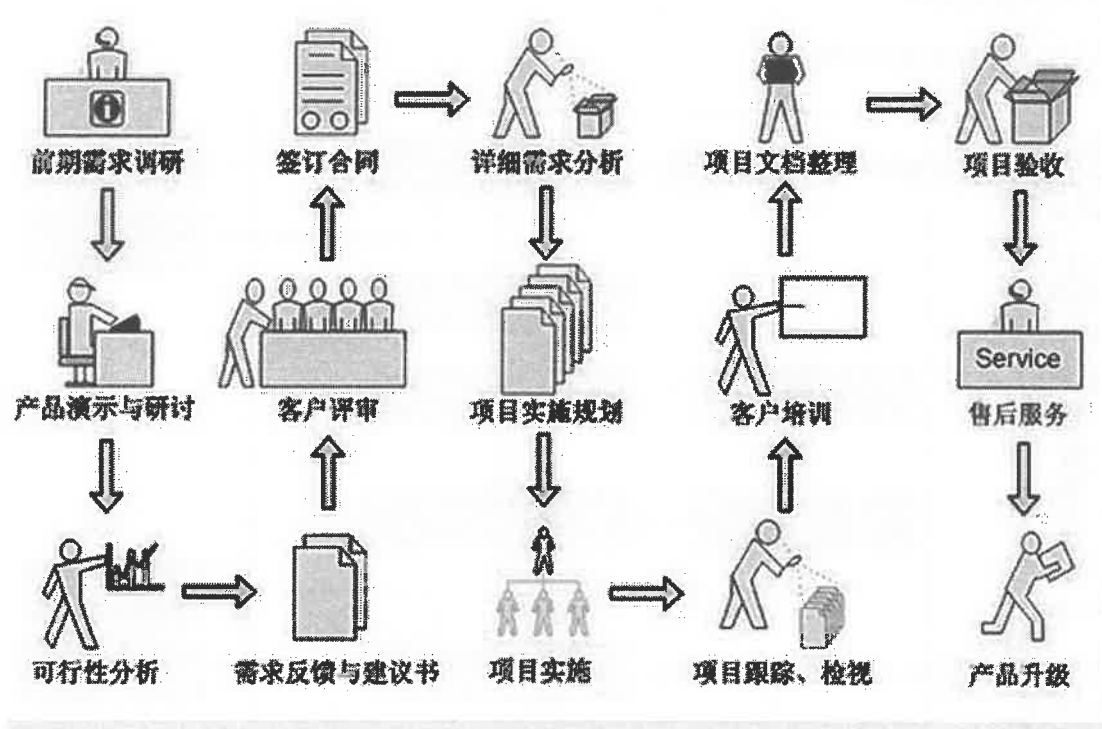 前期需求调研
签订合同
详细需求分析
项目文档整理
项目验收
产品演示与研讨
客户评审
项目实施规划
客户培训
Service
售后服务
可行性分析
需求反馈与建议书
项目实施
项目跟踪、检视
产品升级